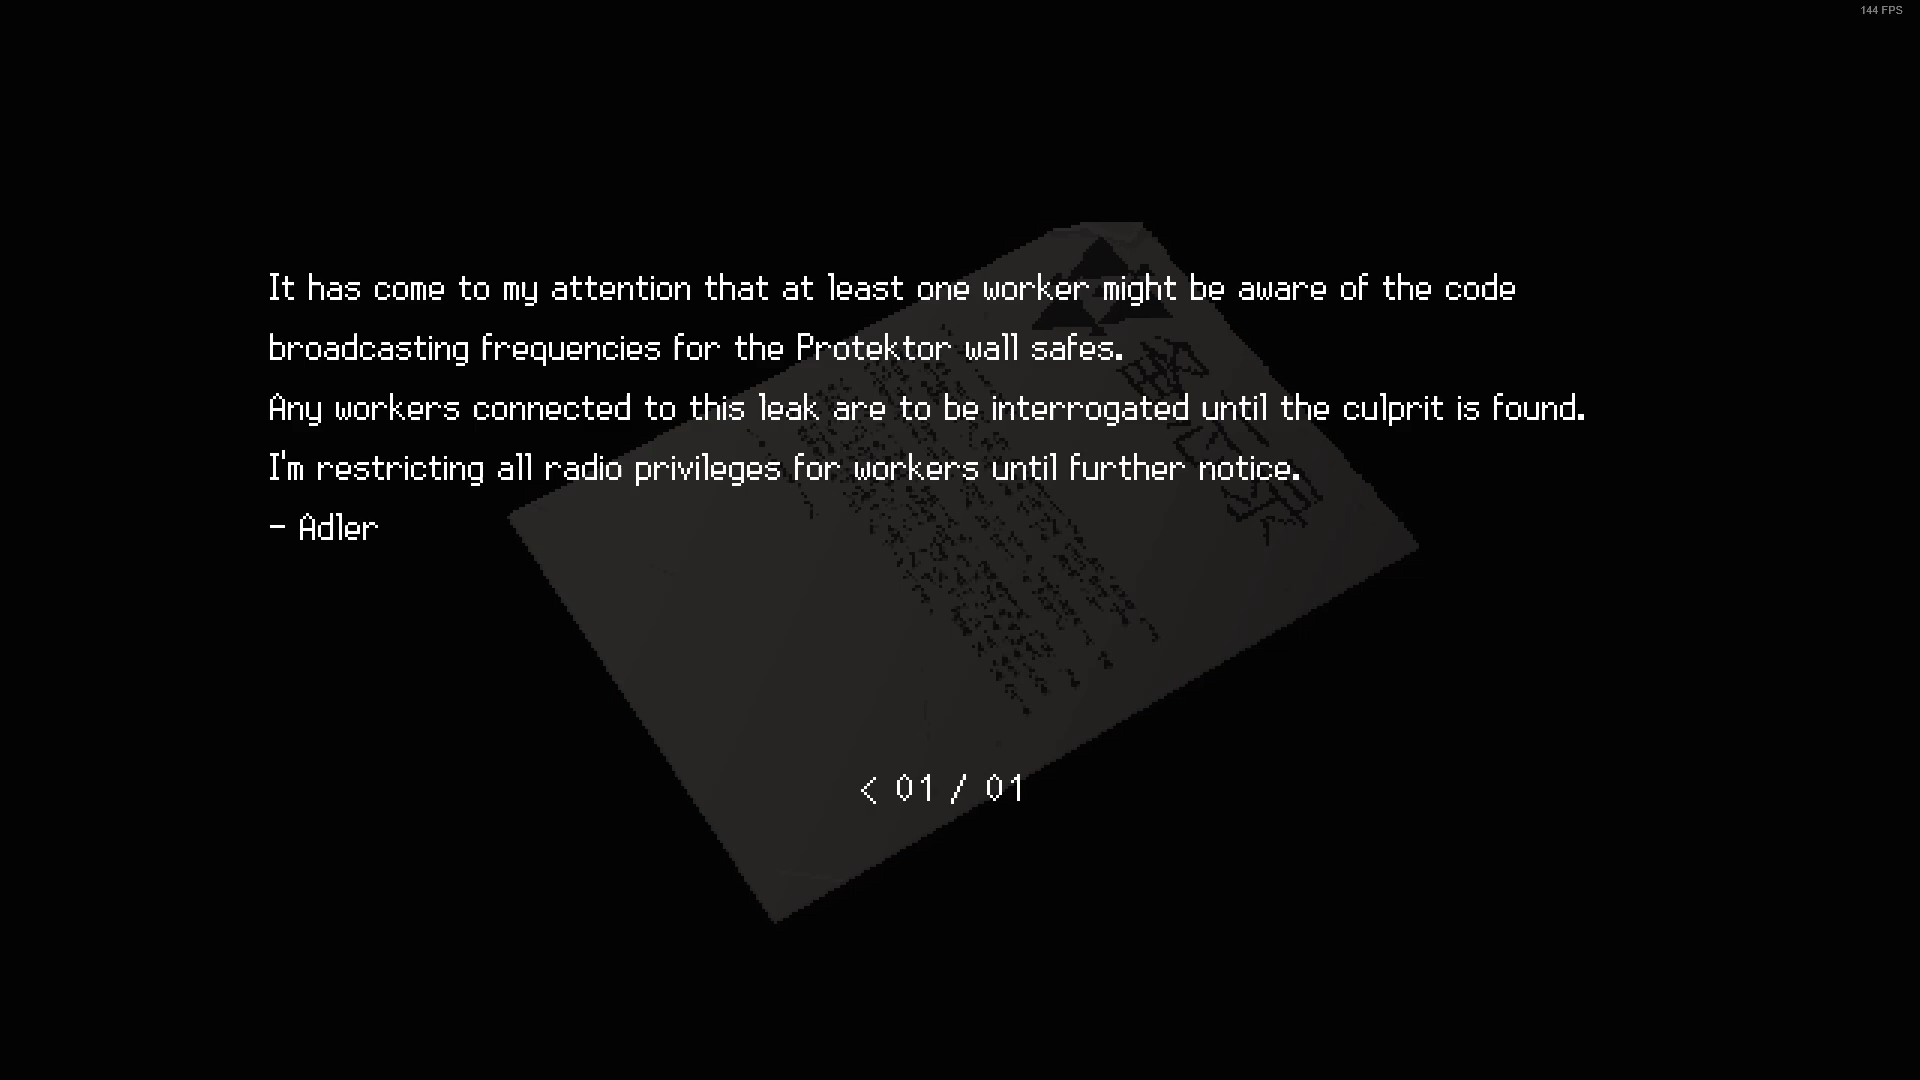 144 FPS
It has come to my attention that at least one worker might be aware of the code
broadcasting frequencies for the Protektor wall safes.
Any workers connected to this leak are to be interrogated until the culprit is found.
I'm restricting all radio privileges for workers until further notice.
- Adler
< 01 / 01